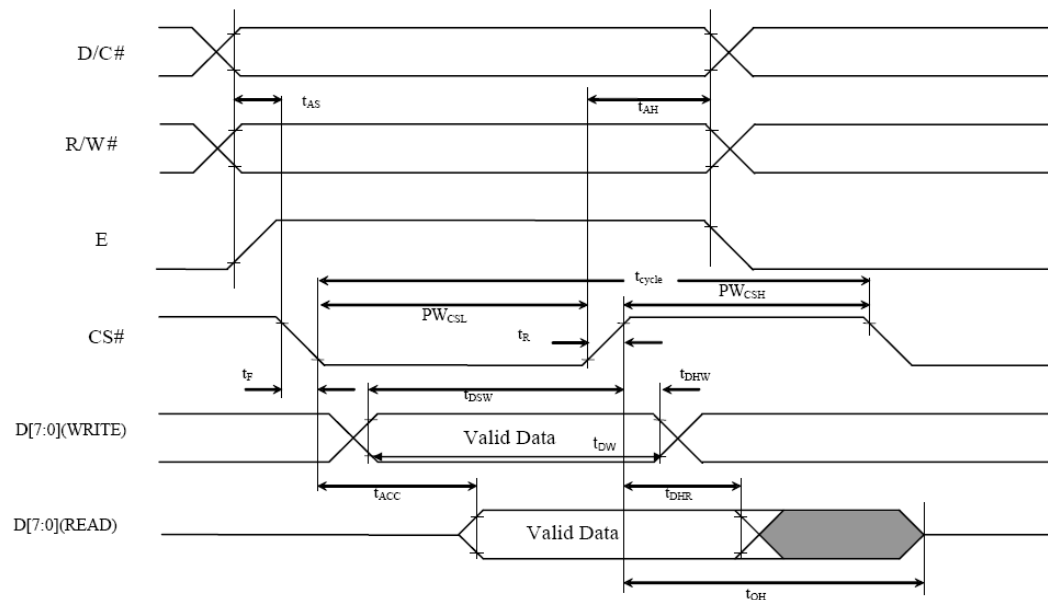 D/C#
tAS
tAH
R/W#
E
tcycle
PWCSL
PWCSH
CS#
tR
tF
tDSW
tDHW
D[7:0](WRITE)
Valid Data
tDW
tACC
tDHR
D[7:0](READ)
Valid Data
tOH